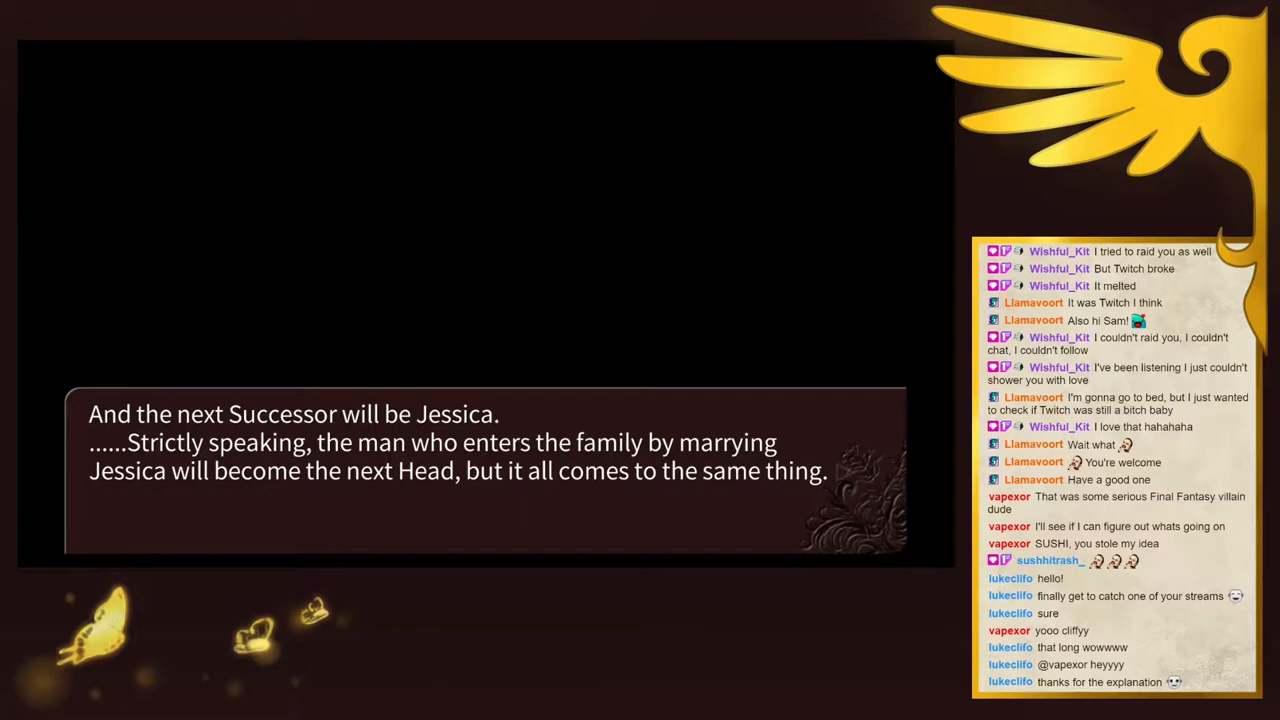 And the next Successor will be Jessica.
......Strictly speaking, the man who enters the family by marrying
Jessica will become the next Head, but it all comes to the same thing.
Wishful_Kit I tried to raid you as well
Wishful_Kit But Twitch broke
Wishful_Kit It melted
Llamavoort It was Twitch I think
Llamavoort Also hi Sam!
Wishful_Kit I couldn't raid you, I couldn't
chat, I couldn't follow
Wishful_Kit I've been listening I just couldn't
shower you with love
Llamavoort I'm gonna go to bed, but I just wanted
to check if Twitch was still a bitch baby
Wishful_Kit I love that hahahaha
Llamavoort Wait what
Llamavoort You're welcome
Llamavoort Have a good one
vapexor That was some serious Final Fantasy villain
dude
vapexor I'll see if I can figure out whats going on
vapexor SUSHI, you stole my idea
sushhitrash_
lukeclifo hello!
lukeclifo finally get to catch one of your streams
lukeclifo sure
vapexor yooo cliffyy
lukeclifo that long wowwww
lukeclifo @vapexor heyyyy
lukeclifo thanks for the explanation